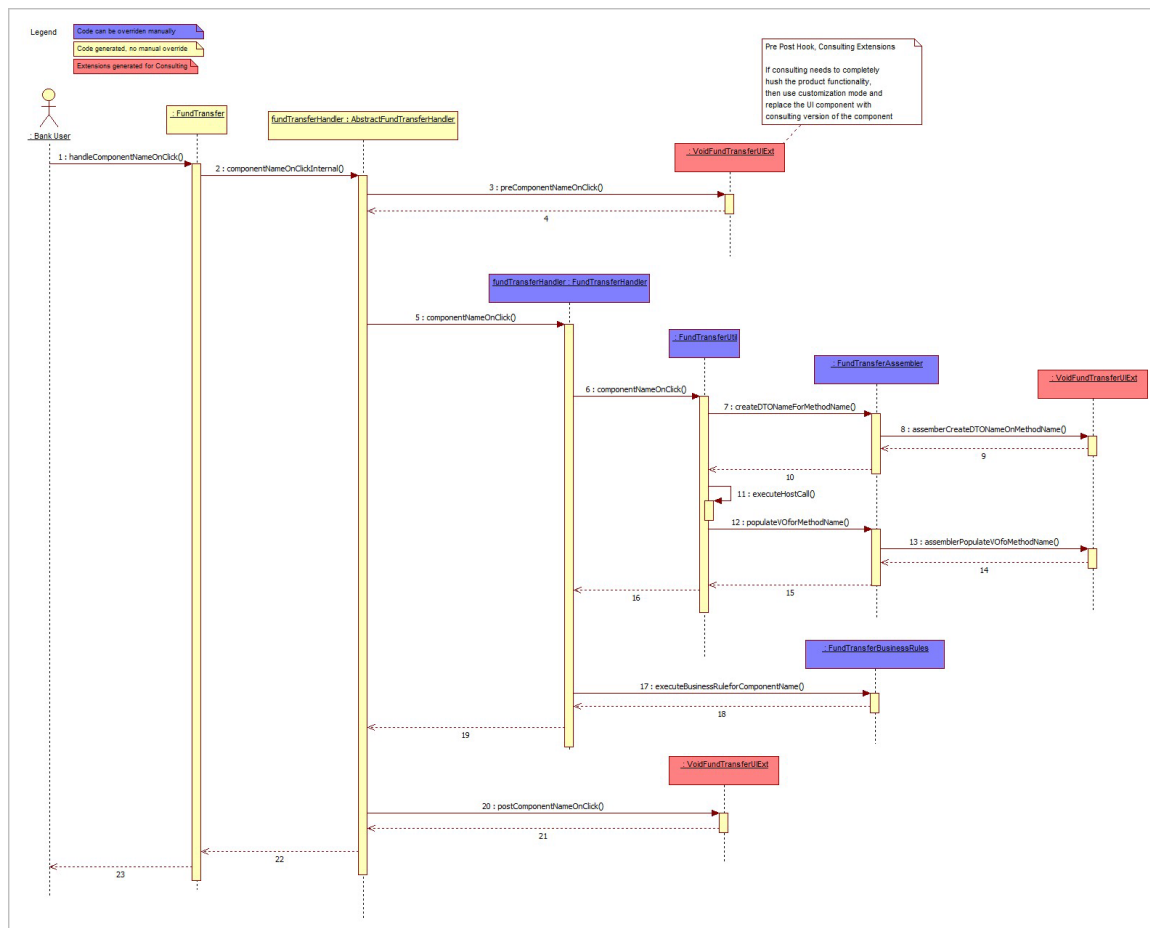 Legend
Code can be overriden manually
Code generated, no manual override
Extensions generated for Consulting
Pre Post Hook, Consulting Extensions
If consulting needs to completely
hush the product functionality,
then use customization mode and
replace the UI component with
consulting version of the component
: Bank User
: FundTransfer
fundTransferHandler : AbstractFundTransferHandler
: VoidFundTransferUIExt
1 : handleComponentNameOnClick()
2 : componentNameOnClickInternal()
3 : preComponentNameOnClick()
4
fundTransferHandler : FundTransferHandler
5 : componentNameOnClick()
: FundTransferUtil
: FundTransferAssembler
: VoidFundTransferUIExt
6 : componentNameOnClick()
7 : createDTONameForMethodName()
8 : assemberCreateDTONameOnMethodName()
9
10
11 : executeHostCall()
12 : populateVOforMethodName()
13 : assemblerPopulateVOfoMethodName()
14
15
16
: FundTransferBusinessRules
17 : executeBusinessRuleforComponentName()
18
19
: VoidFundTransferUIExt
20 : postComponentNameOnClick()
21
22
23